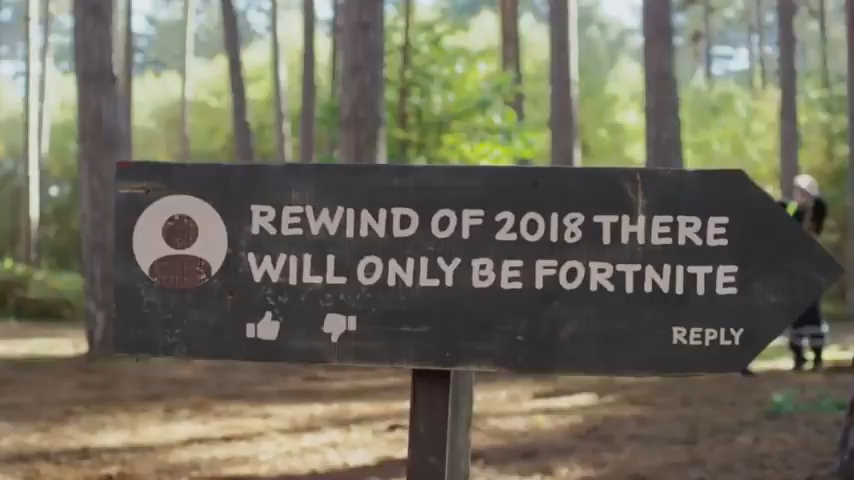 REWIND OF 2018 THERE
WILL ONLY BE FORTNITE
REPLY